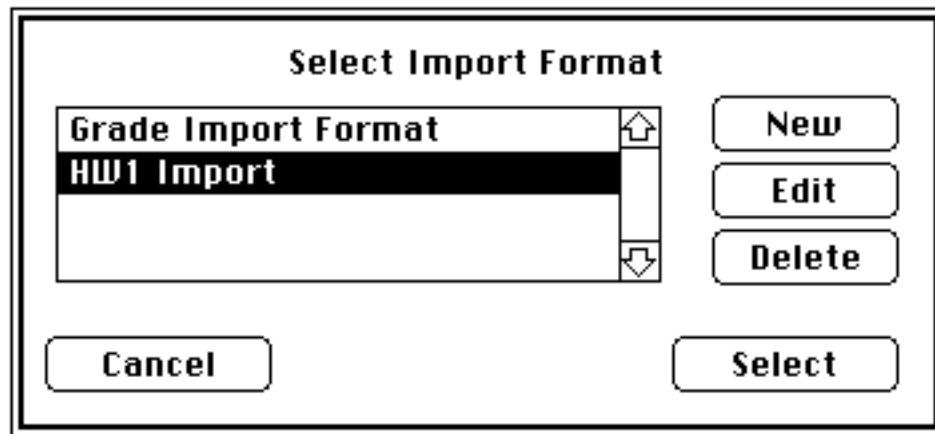 Select Import Format
Grade Import Format
HW1 Import
New
Edit
Delete
Cancel
Select